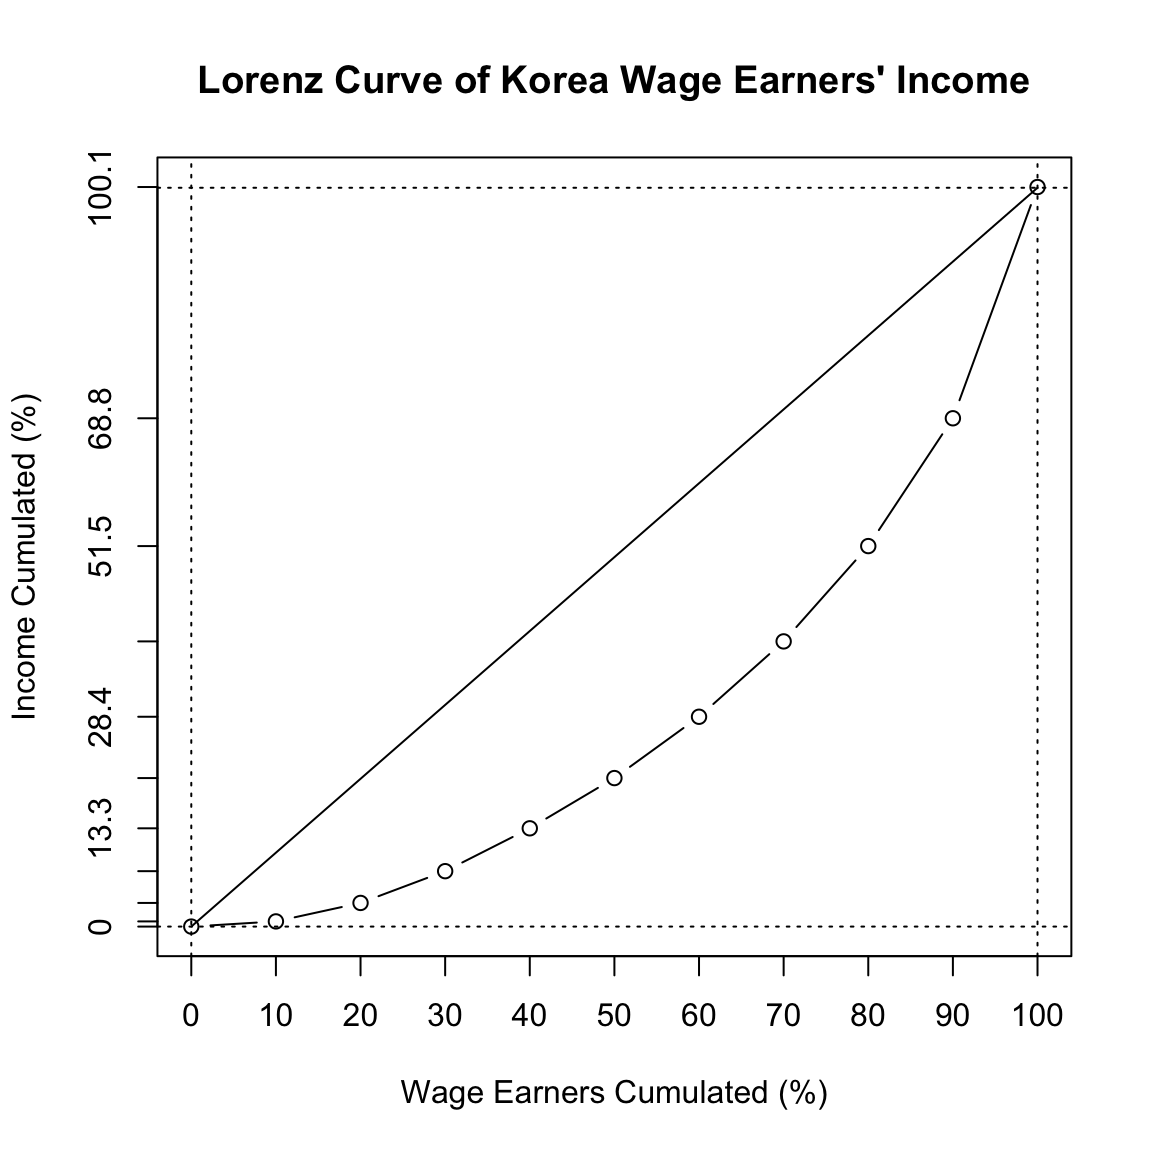 Lorenz Curve of Korea Wage Earners' Income
Income Cumulated (%)
100.1
68.8
51.5
28.4
13.3
0
0 10 20 30 40 50 60 70 80 90 100
Wage Earners Cumulated (%)